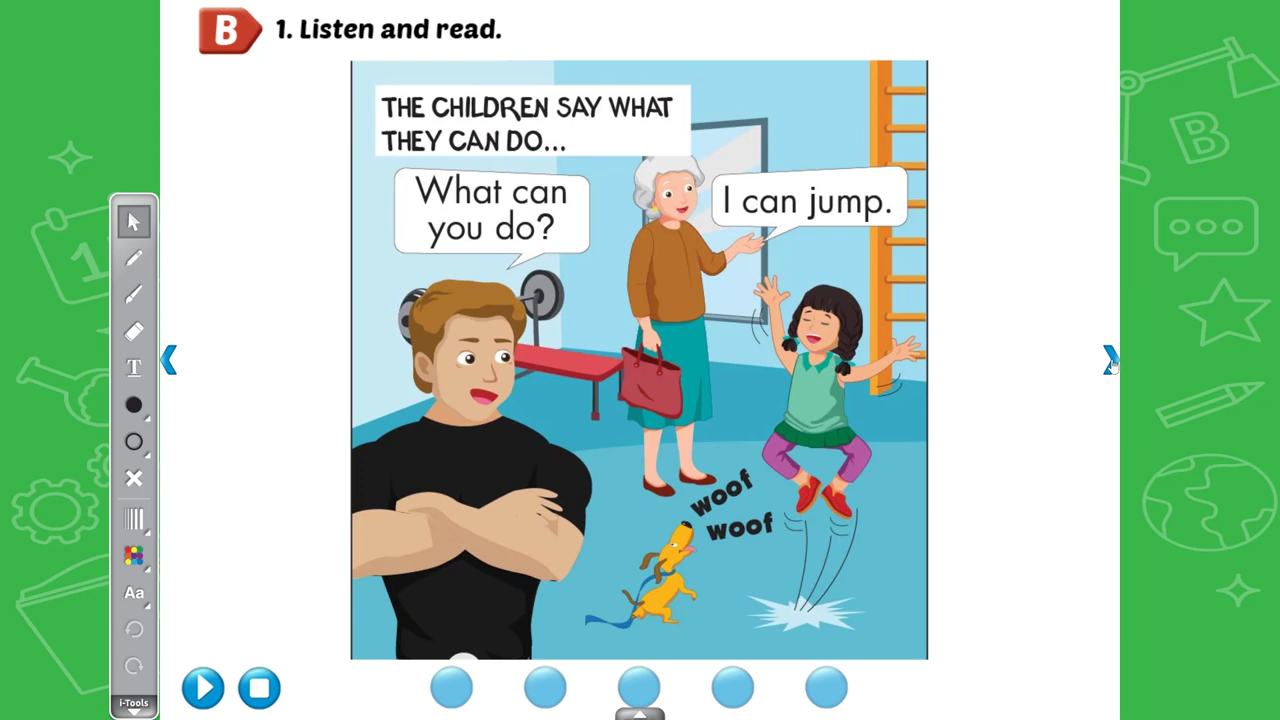 B 1. Listen and read.
THE CHILDREN SAY WHAT
THEY CAN DO...
What can
you do?
I can jump.
woof
woof
T
Aa
i-Tools
1
B